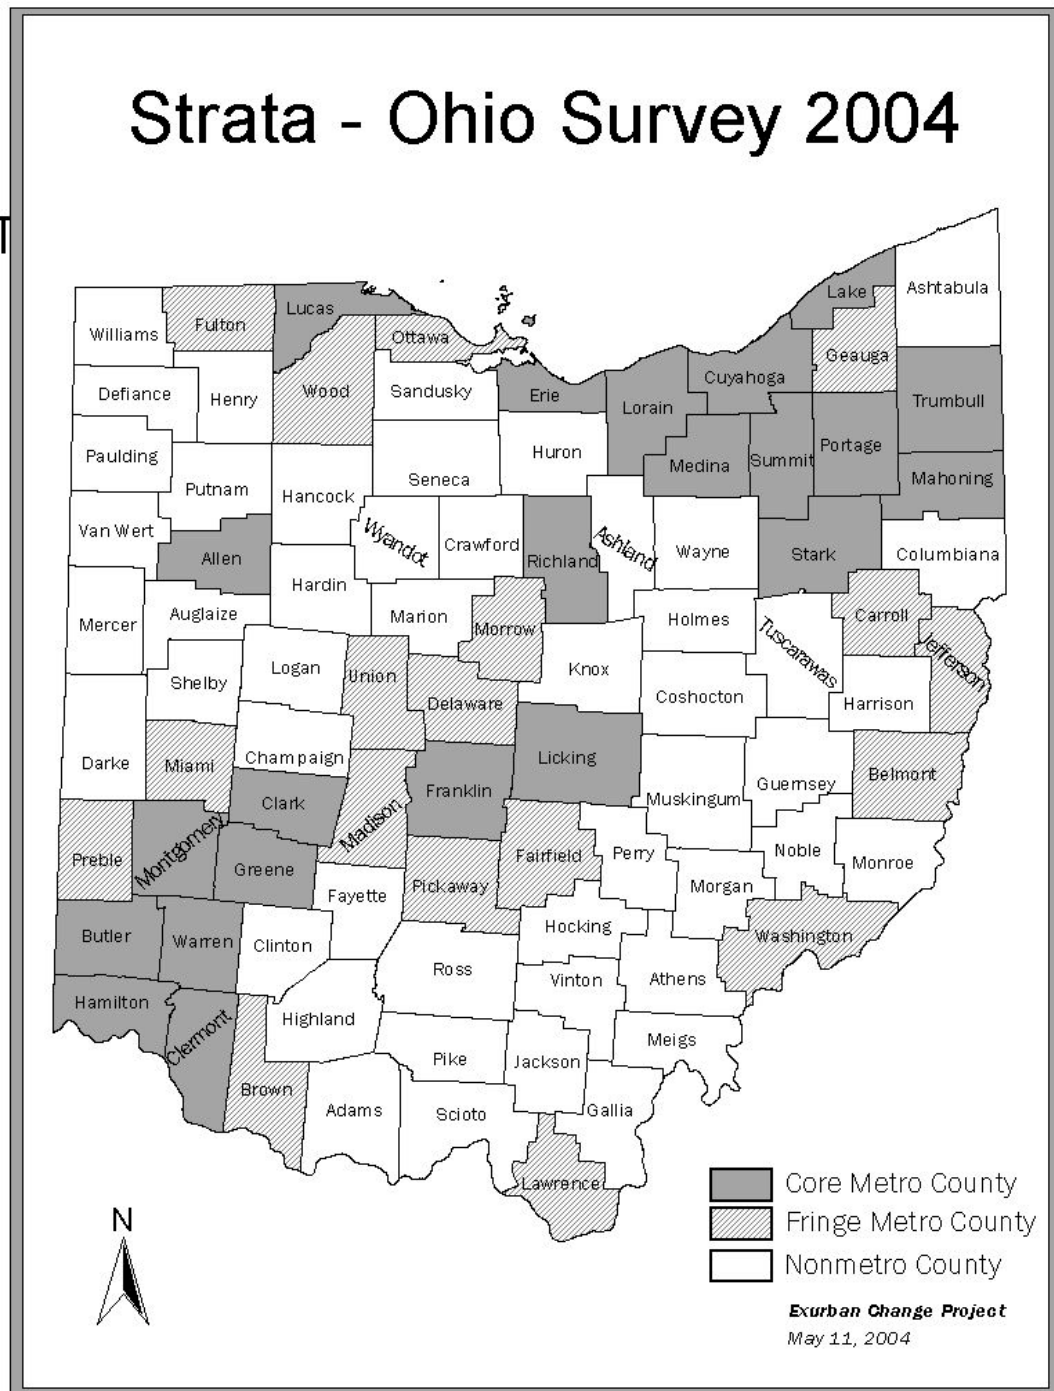 Strata - Ohio Survey 2004
T
Lake
Ashtabula
Lucas
Williams
Fulton
Ottawa
Geauga
Cuyahoga
Defiance
Henry
Wood
Sandusky
Erie
Lorain
Trumbull
Paulding
Huron
Medina
Summit
Portage
Mahoning
Putnam
Hancock
Seneca
Van Wert
Allen
Wyandot
Crawford
Richland
Ashland
Wayne
Stark
Columbiana
Hardin
Mercer
Auglaize
Marion
Morrow
Holmes
Tuscarawas
Carroll
Jefferson
Shelby
Logan
Union
Delaware
Knox
Coshocton
Harrison
Darke
Miami
Champaign
Licking
Guernsey
Belmont
Clark
Madison
Franklin
Muskingum
Preble
Montgomery
Greene
Fayette
Pickaway
Fairfield
Perry
Morgan
Noble
Monroe
Butler
Warren
Clinton
Ross
Hocking
Vinton
Athens
Washington
Hamilton
Clermont
Highland
Pike
Jackson
Meigs
Brown
Adams
Scioto
Gallia
Lawrence
N
Core Metro County
Fringe Metro County
Nonmetro County
Exurban Change Project
May 11, 2004